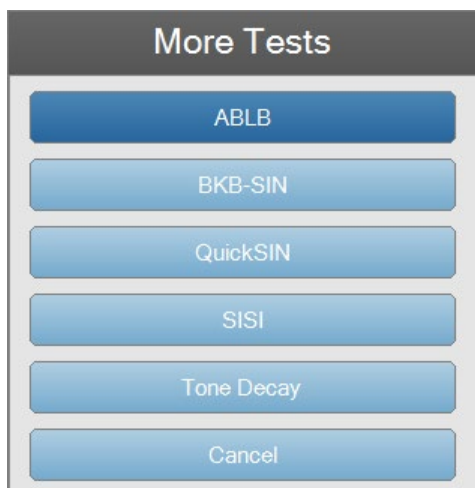 More Tests
ABLB
BKB-SIN
QuickSIN
SISI
Tone Decay
Cancel